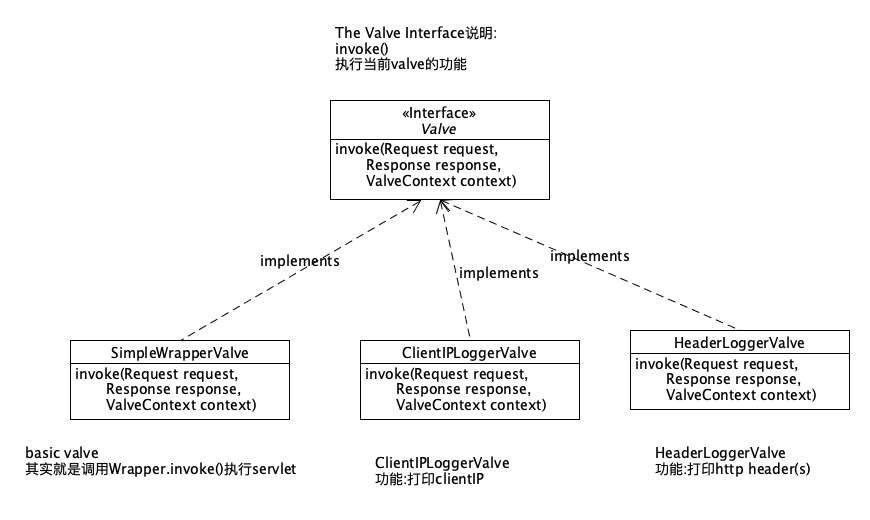 The Valve Interface说明:
invoke()
执行当前valve的功能
«Interface»
Valve
invoke(Request request,
Response response,
ValveContext context)
implements
implements
implements
SimpleWrapperValve
invoke(Request request,
Response response,
ValveContext context)
ClientIPLoggerValve
invoke(Request request,
Response response,
ValveContext context)
HeaderLoggerValve
invoke(Request request,
Response response,
ValveContext context)
basic valve
其实就是调用Wrapper.invoke()执行servlet
ClientIPLoggerValve
功能:打印clientIP
HeaderLoggerValve
功能:打印http header(s)